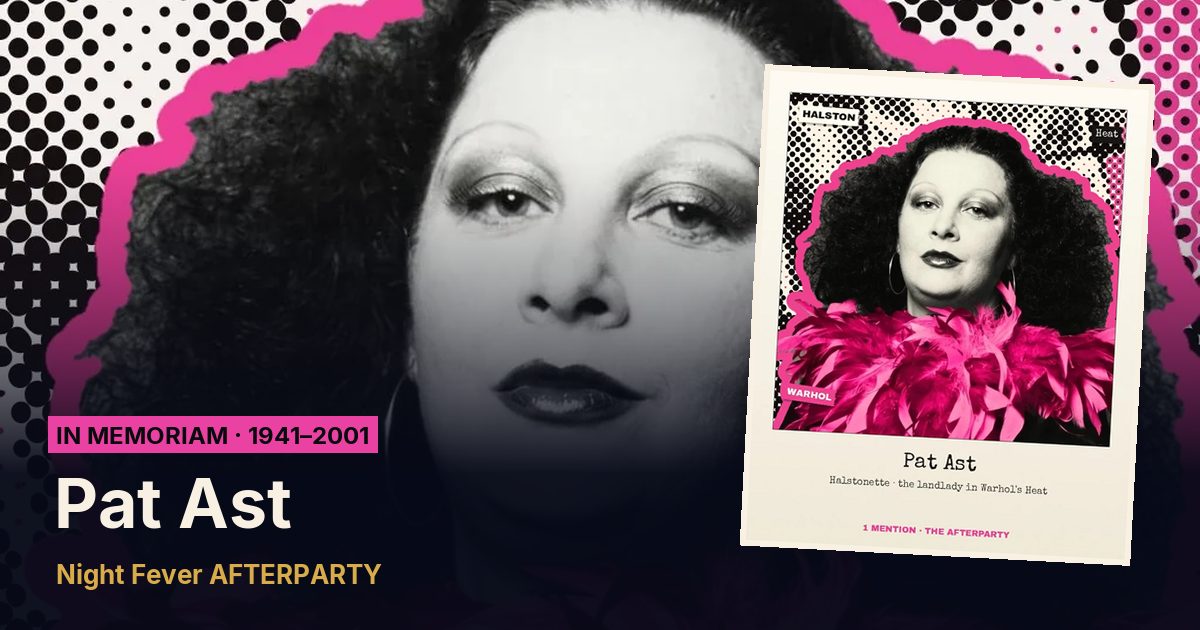 IN MEMORIAM · 1941–2001
Pat Ast
Night Fever AFTERPARTY
HALSTON
Heat
WARHOL
Pat Ast
Halstonette · the landlady in Warhol's Heat
1 MENTION · THE AFTERPARTY